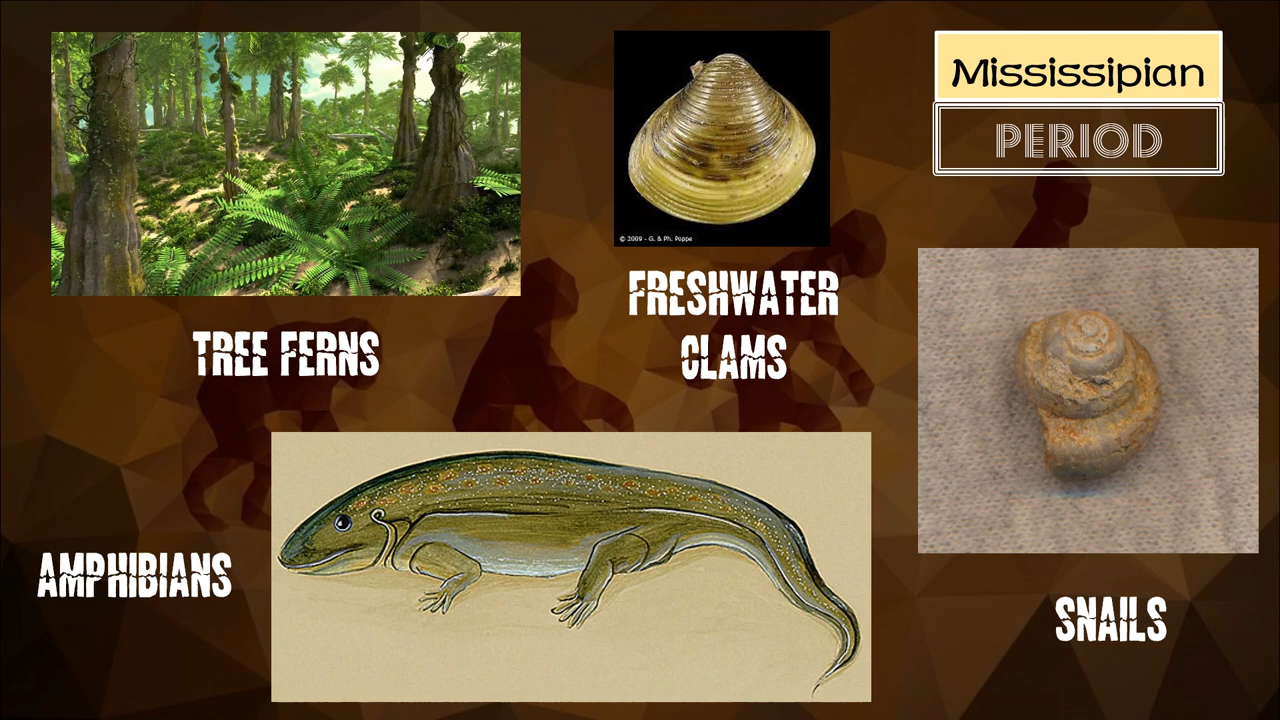 Mississipian
PERIOD
© 2009 - G. & Ph. Poppe
FRESHWATER
CLAMS
TREE FERNS
AMPHIBIANS
SNAILS